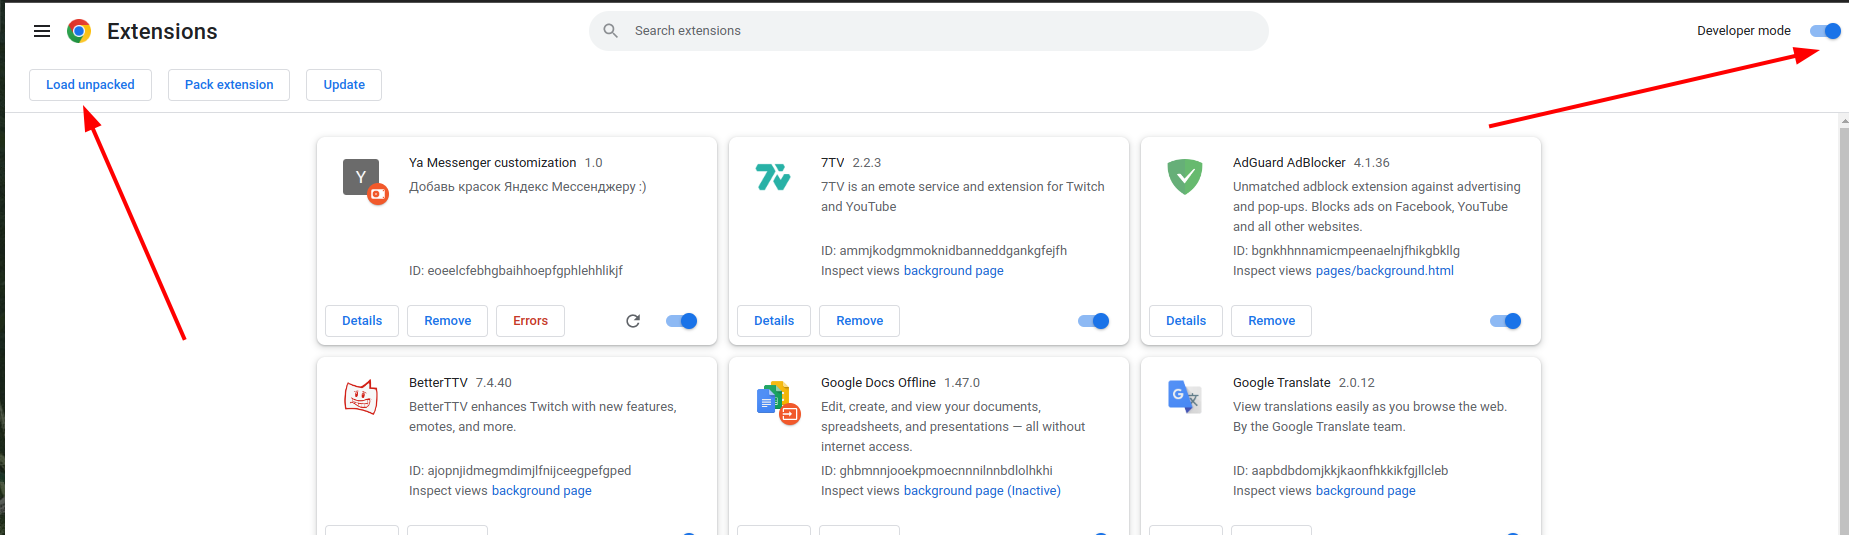 Extensions
Search extensions
Developer mode
Load unpacked
Pack extension
Update
Y
Ya Messenger customization 1.0
Добавь красок Яндекс Мессенджеру :)
ID: eoeelcfebhgbaihhoepfgphlehhlikjf
Details
Remove
Errors
7TV 2.2.3
7TV is an emote service and extension for Twitch
and YouTube
ID: ammjkodgmmoknidbanneddgankgfejfh
Inspect views background page
Details
Remove
AdGuard AdBlocker 4.1.36
Unmatched adblock extension against advertising
and pop-ups. Blocks ads on Facebook, YouTube
and all other websites.
ID: bgnkhhnnamicmpeenaelnjfhikgbkllg
Inspect views pages/background.html
Details
Remove
BetterTTV 7.4.40
BetterTTV enhances Twitch with new features,
emotes, and more.
ID: ajopnjidmegmdimjlfnijceegpefgped
Inspect views background page
Google Docs Offline 1.47.0
Edit, create, and view your documents,
spreadsheets, and presentations — all without
internet access.
ID: ghbmnnjooekpmoecnnnilnnbdlolhkhi
Inspect views background page (Inactive)
G
文
Google Translate 2.0.12
View translations easily as you browse the web.
By the Google Translate team.
ID: aapbdbdomjkkjkaonfhkkikfgjllcleb
Inspect views background page